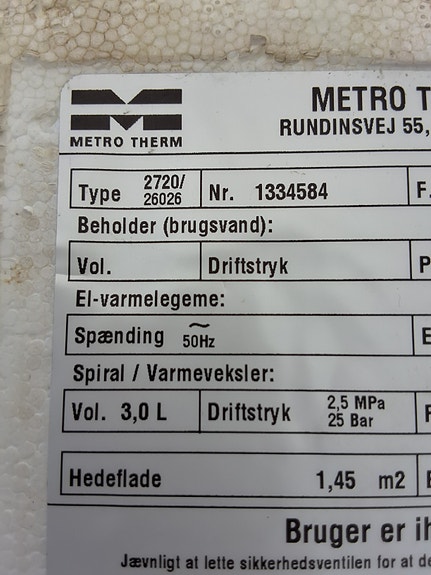 METRO T
RUNDINSVEJ 55,
METRO THERM
Type 2720/ 26026 Nr. 1334584 F.
Beholder (brugsvand):
Vol. Driftstryk P
El-varmelegeme:
Spænding ~ 50Hz E
Spiral / Varmeveksler:
Vol. 3,0 L Driftstryk 2,5 MPa 25 Bar
Hedeflade 1,45 m2 E
Bruger er ih
Jævnligt at lette sikkerhedsventilen for at de